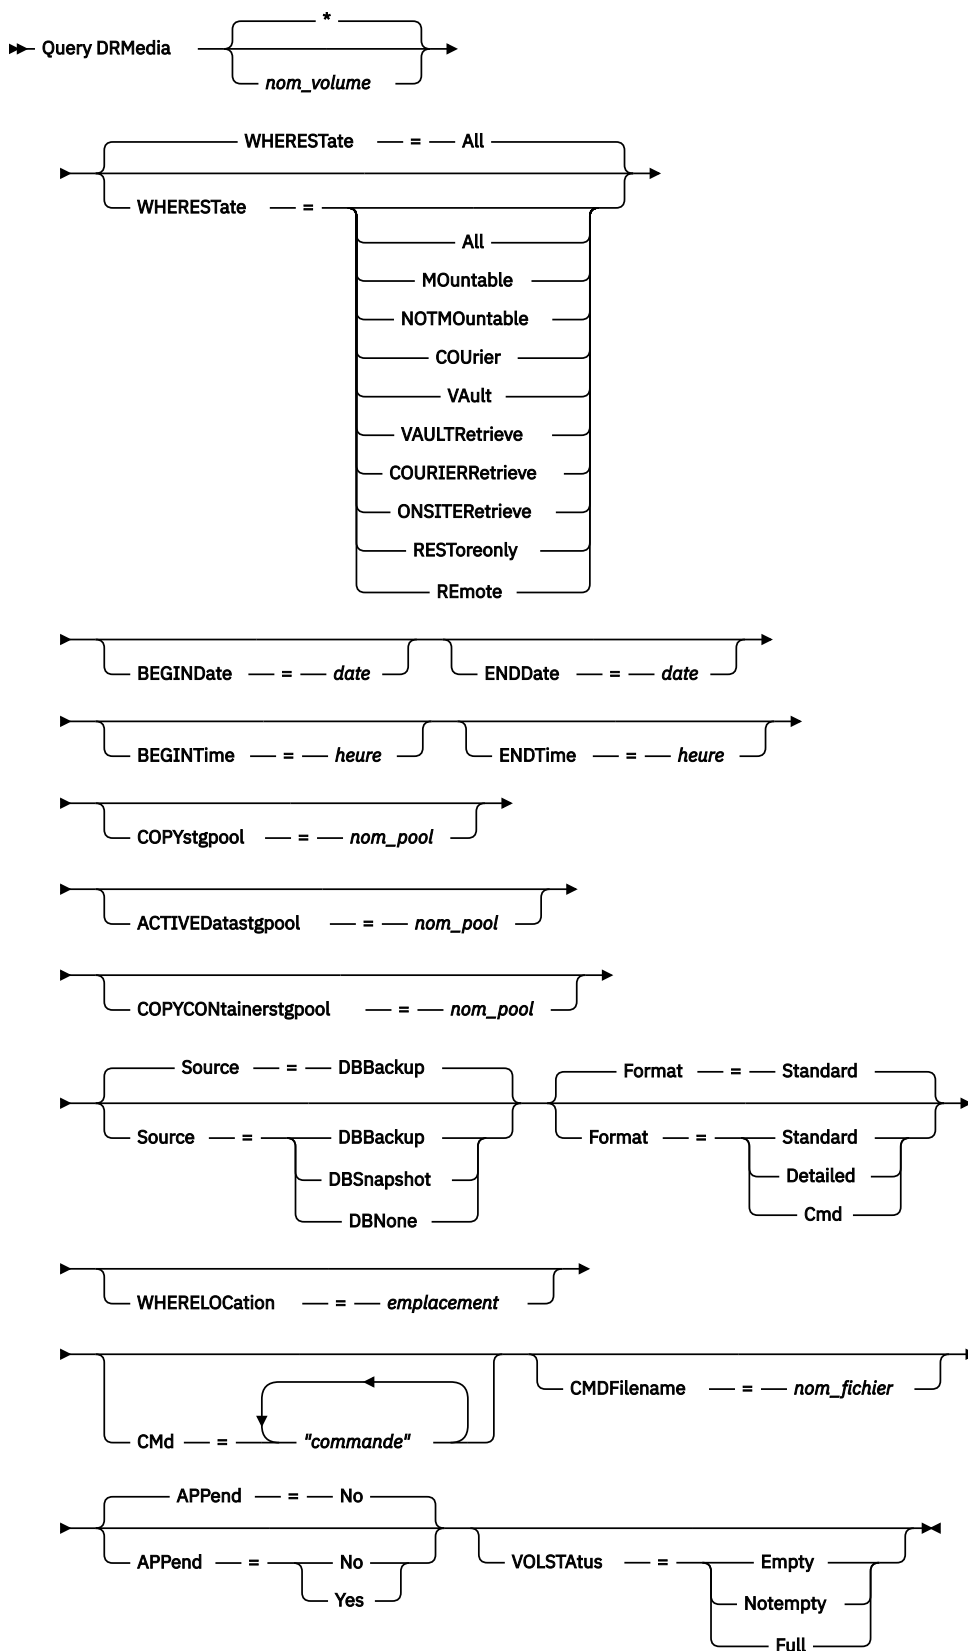 *
Query DRMedia
nom_volume
WHERESTate = All
WHERESTate =
All
MOuntable
NOTMOuntable
COUrier
VAult
VAULTRetrieve
COURIERRetrieve
ONSITERetrieve
RESToreonly
REmote
BEGINDate = date ENDDate = date
BEGINTime = heure ENDTime = heure
COPYstgpool = nom_pool
ACTIVEDatastgpool = nom_pool
COPYCONtainerstgpool = nom_pool
Source = DBBackup Format = Standard
Source = DBBackup Format = Standard
DBSnapshot Detailed
DBNone Cmd
WHERELOCation = emplacement
CMDFilename = nom_fichier
CMd = "commande"
APPend = No
APPend = No VOLSTAtus = Empty
Yes Notempty
Full